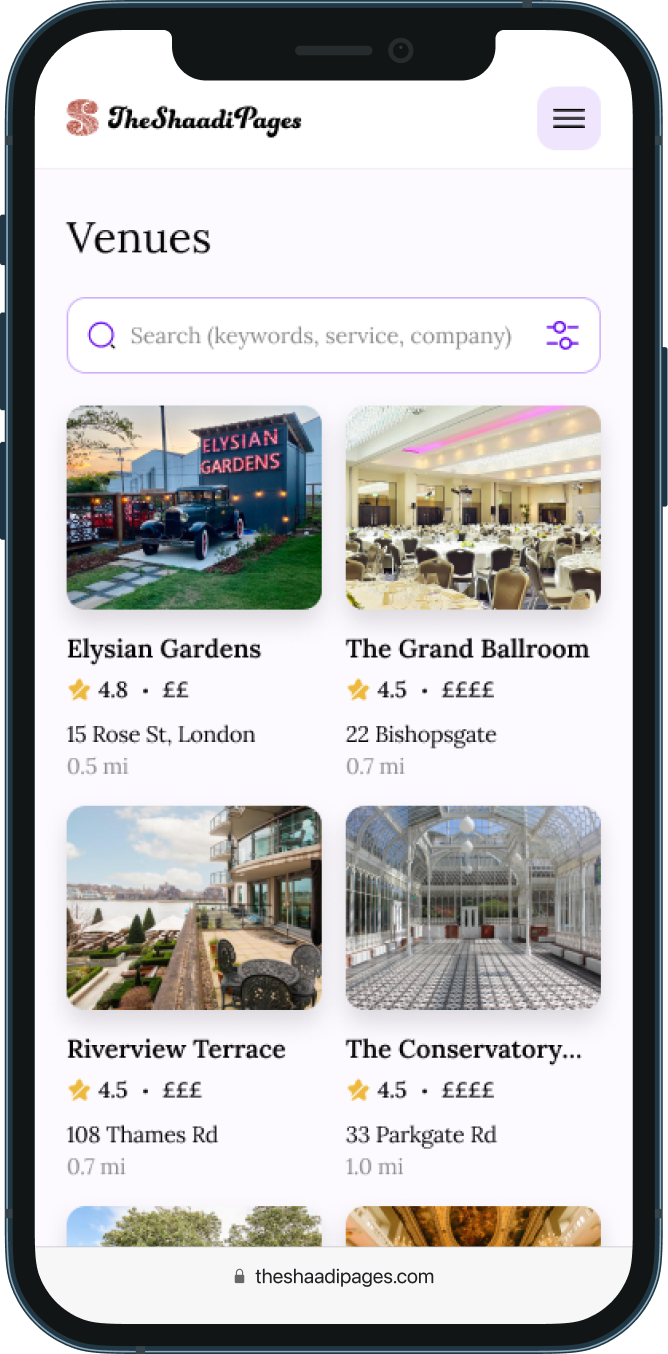 TheShaadiPages
Venues
Search (keywords, service, company)
ELYSIAN
GARDENS
Elysian Gardens
4.8 · ££
15 Rose St, London
0.5 mi
The Grand Ballroom
4.5 · ££££
22 Bishopsgate
0.7 mi
Riverview Terrace
4.5 · £££
108 Thames Rd
0.7 mi
The Conservatory...
4.5 · ££££
33 Parkgate Rd
1.0 mi
theshaadipages.com